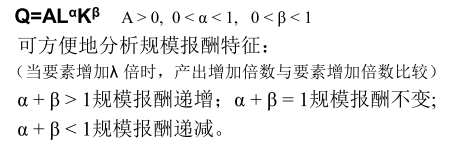 Q=ALᵅKᵝ A > 0, 0 < α < 1, 0 < β < 1
可方便地分析规模报酬特征：
（当要素增加λ 倍时，产出增加倍数与要素增加倍数比较）
α + β > 1规模报酬递增；α + β = 1规模报酬不变;
α + β < 1规模报酬递减。